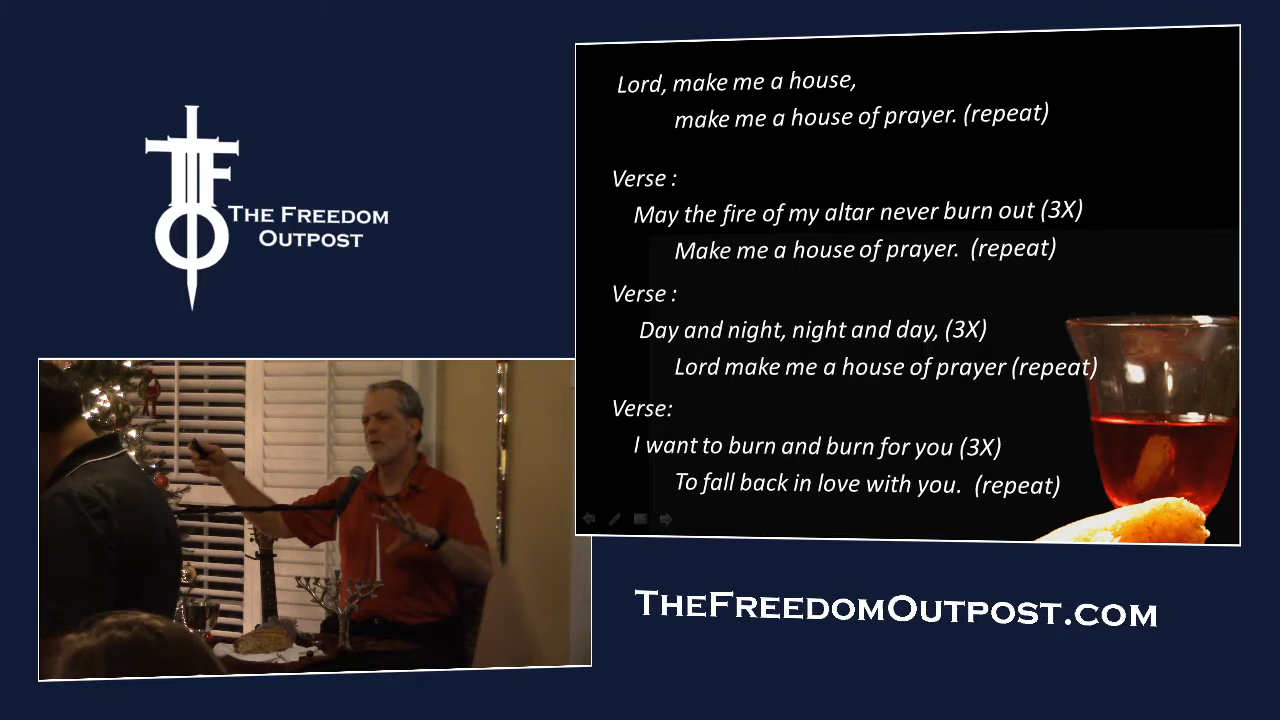 THE FREEDOM
OUTPOST
Lord, make me a house,
make me a house of prayer. (repeat)
Verse :
May the fire of my altar never burn out (3X)
Make me a house of prayer. (repeat)
Verse :
Day and night, night and day, (3X)
Lord make me a house of prayer (repeat)
Verse:
I want to burn and burn for you (3X)
To fall back in love with you. (repeat)
THEFREEDOMOUTPOST.COM